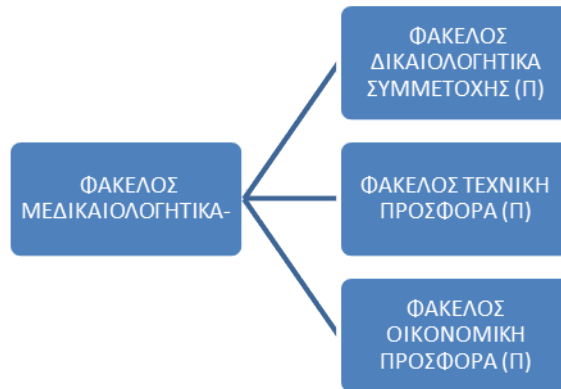 ΦΑΚΕΛΟΣ
ΜΕΔΙΚΑΙΟΛΟΓΗΤΙΚΑ-
ΦΑΚΕΛΟΣ
ΔΙΚΑΙΟΛΟΓΗΤΙΚΑ
ΣΥΜΜΕΤΟΧΗΣ (Π)
ΦΑΚΕΛΟΣ ΤΕΧΝΙΚΗ
ΠΡΟΣΦΟΡΑ (Π)
ΦΑΚΕΛΟΣ
ΟΙΚΟΝΟΜΙΚΗ
ΠΡΟΣΦΟΡΑ (Π)